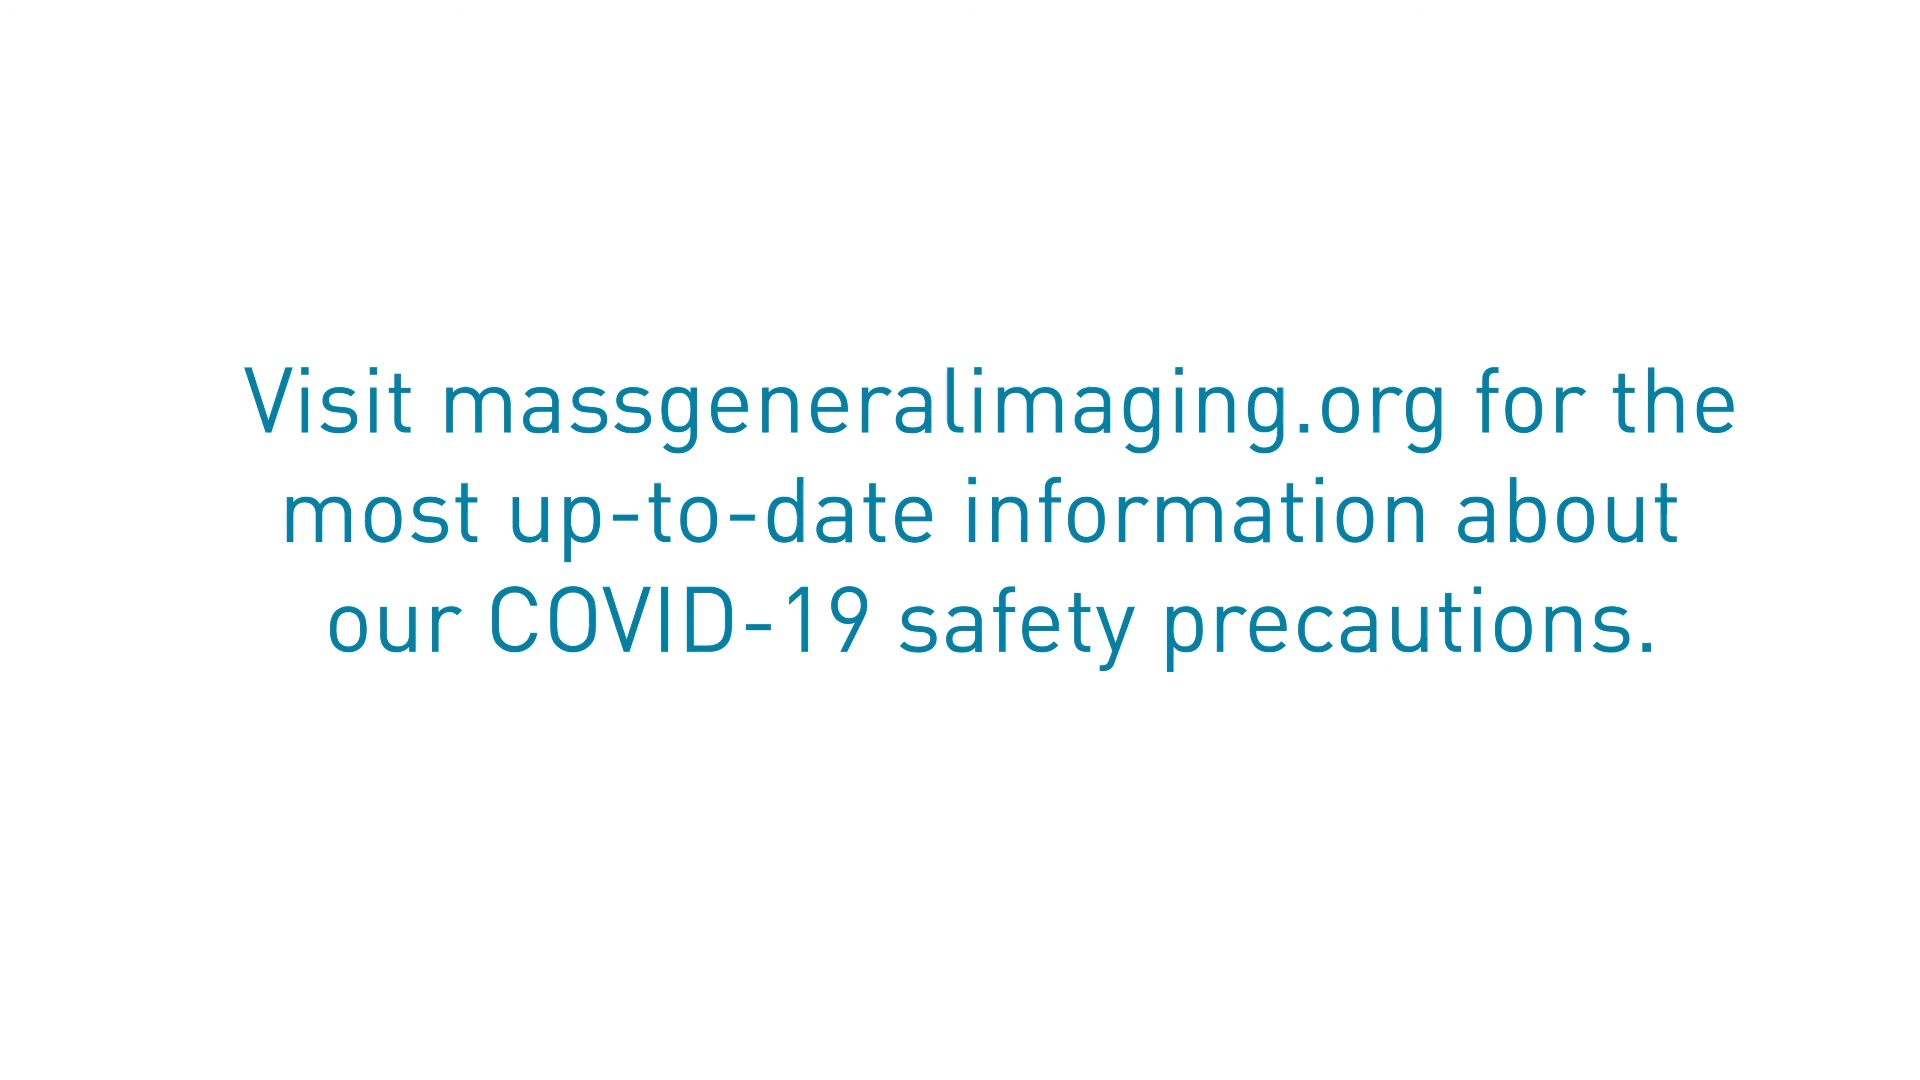 Visit massgeneralimaging.org for the
most up-to-date information about
our COVID-19 safety precautions.